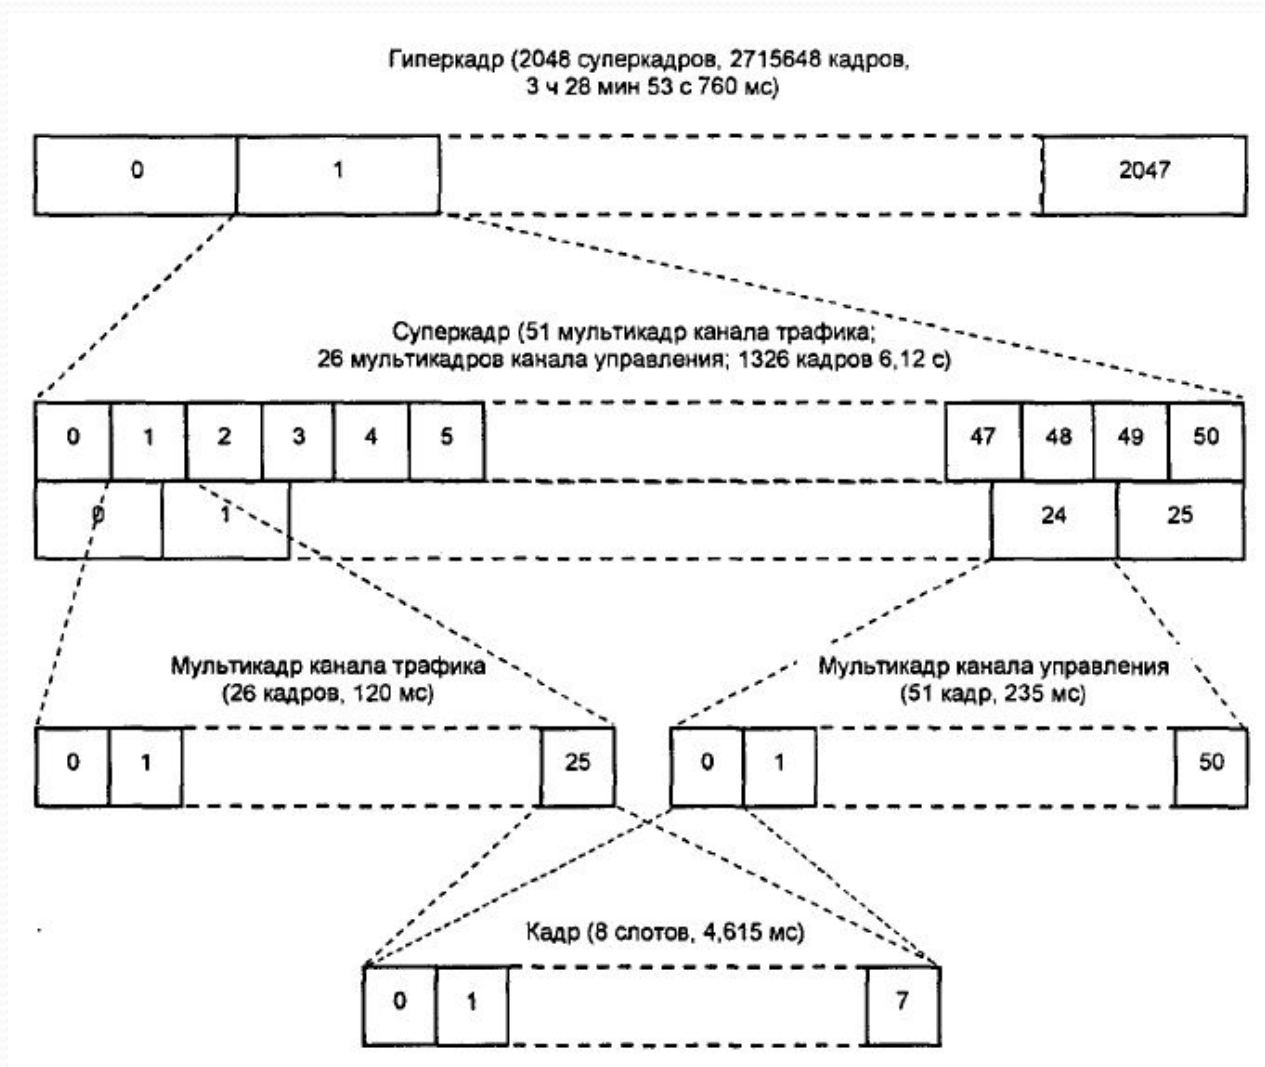 Гиперкадр (2048 суперкадров, 2715648 кадров,
3 ч 28 мин 53 с 760 мс)
0 1 2047
Суперкадр (51 мультикадр канала трафика;
26 мультикадров канала управления; 1326 кадров 6,12 с)
0 1 2 3 4 5 47 48 49 50
0 1 24 25
Мультикадр канала трафика
(26 кадров, 120 мс)
Мультикадр канала управления
(51 кадр, 235 мс)
0 1 25 0 1 50
Кадр (8 слотов, 4,615 мс)
0 1 7